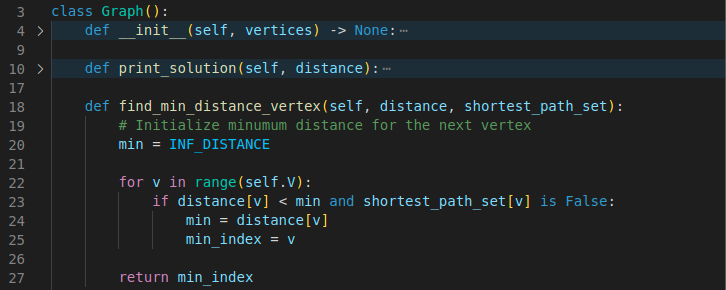 3 class Graph():
4 > def __init__(self, vertices) -> None:⋯
9
10 > def print_solution(self, distance):⋯
17
18 def find_min_distance_vertex(self, distance, shortest_path_set):
19 # Initialize minumum distance for the next vertex
20 min = INF_DISTANCE
21
22 for v in range(self.V):
23 if distance[v] < min and shortest_path_set[v] is False:
24 min = distance[v]
25 min_index = v
26
27 return min_index